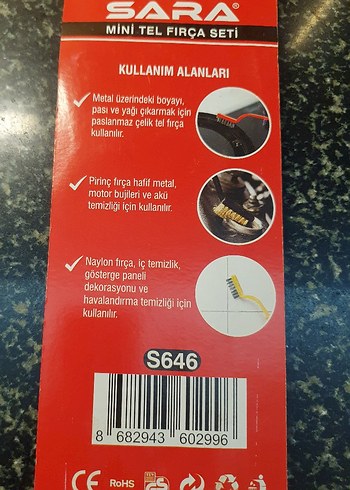 SARA®
MİNİ TEL FIRÇA SETİ
KULLANIM ALANLARI
Metal üzerindeki boyayı,
pası ve yağı çıkarmak için
paslanmaz çelik tel fırça
kullanılır.
Pirinç fırça hafif metal,
motor bujileri ve akü
temizliği için kullanılır.
Naylon fırça, iç temizlik,
gösterge paneli
dekorasyonu ve
havalandırma temizliği için
kullanılır.
S646
8 682943 602996
CE RoHS GS